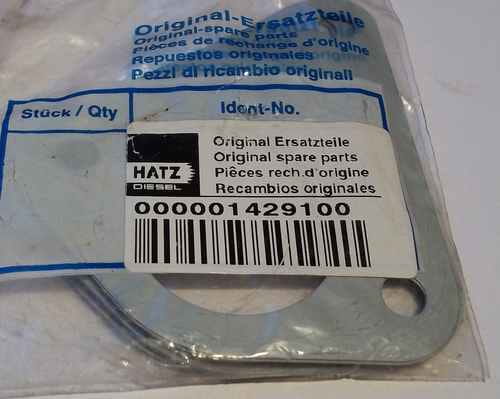 Original-Ersatzteile
Original-spare parts
Pièces de rechange d'origine
Repuestos originales
Pezzi di ricambio originali
Stück / Qty
Ident-No.
HATZ
DIESEL
Original Ersatzteile
Original spare parts
Pièces rech.d'origine
Recambios originales
000001429100